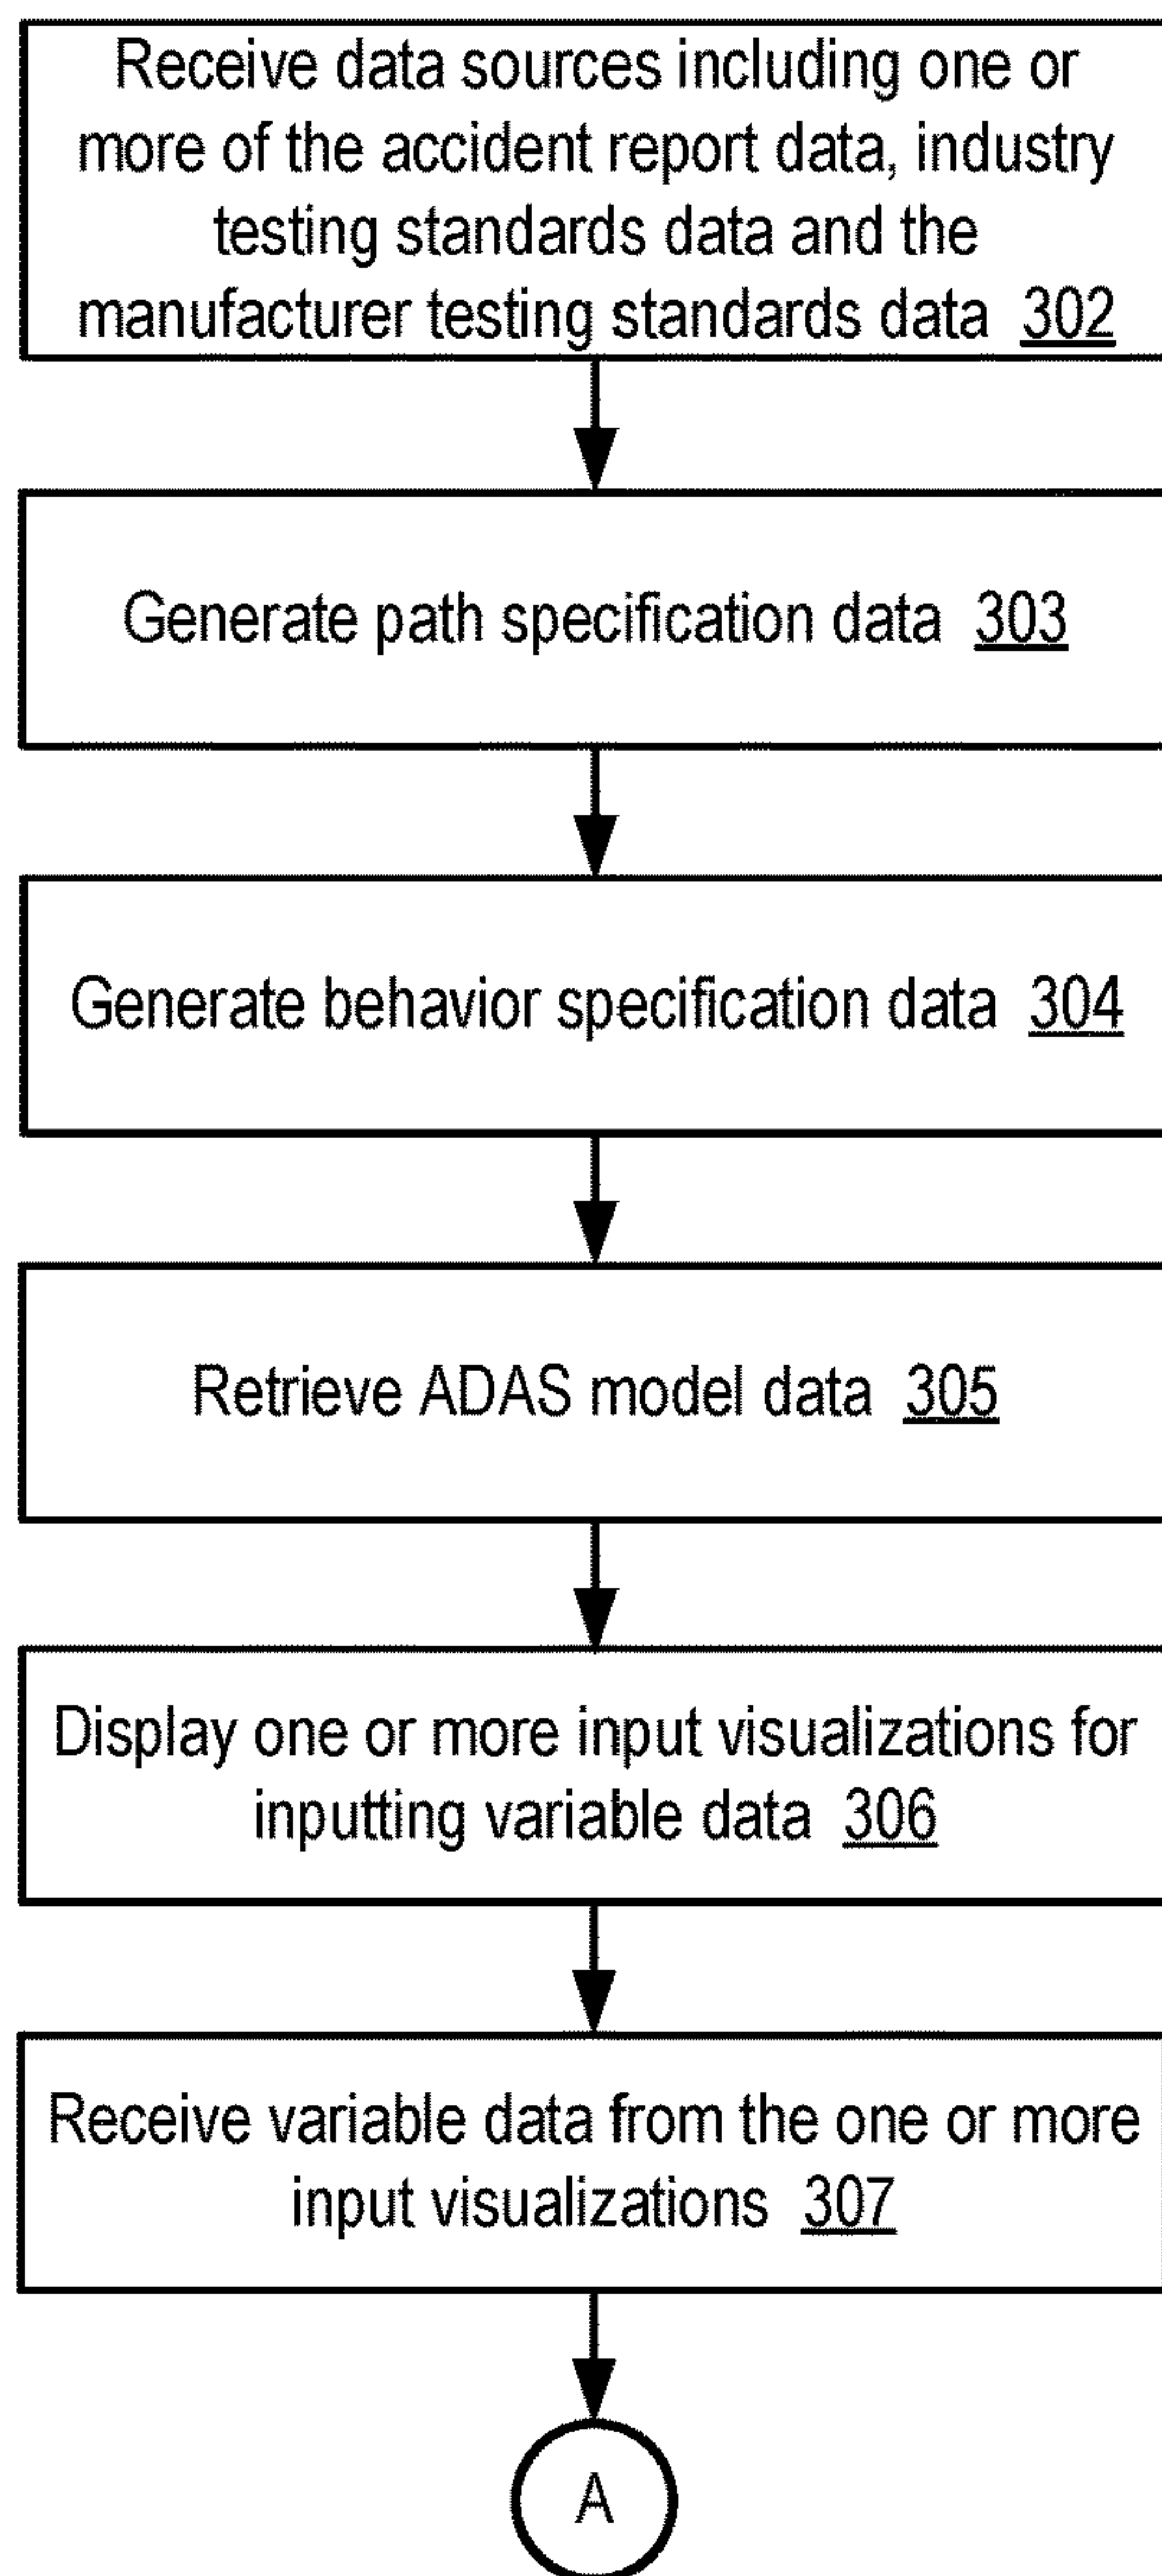 Receive data sources including one or
more of the accident report data, industry
testing standards data and the
manufacturer testing standards data 302
Generate path specification data 303
Generate behavior specification data 304
Retrieve ADAS model data 305
Display one or more input visualizations for
inputting variable data 306
Receive variable data from the one or more
input visualizations 307
A